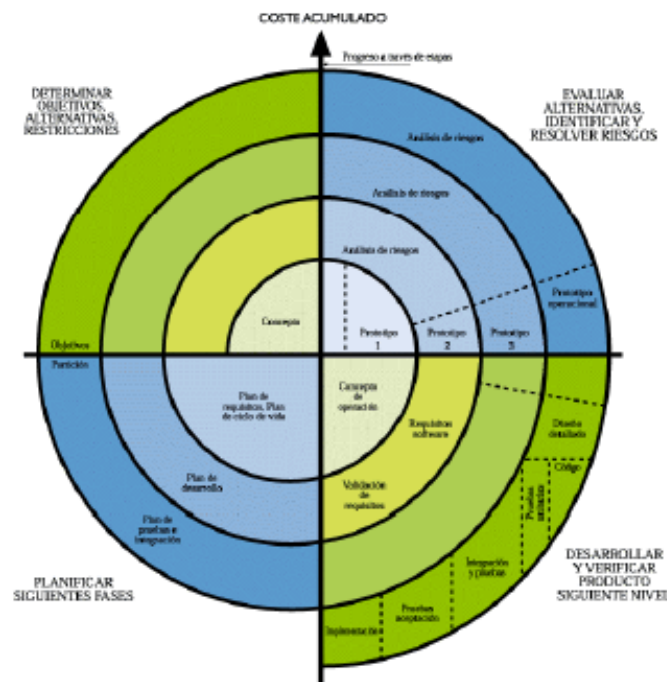 COSTE ACUMULADO
Progreso a través de etapas
DETERMINAR
OBJETIVOS,
ALTERNATIVAS,
RESTRICCIONES
EVALUAR
ALTERNATIVAS,
IDENTIFICAR Y
RESOLVER RIESGOS
Análisis de riesgos
Análisis de riesgos
Análisis de riesgos
Prototipo
operacional
Concepto
Prototipo
1
Prototipo
2
Prototipo
3
Objetivos
Partición
Plan de
requisitos, Plan
de ciclo de vida
Concepto
de
operación
Requisitos
software
Diseño
detallado
Código
Pruebas
unitarias
Plan de
desarrollo
Validación
de
requisitos
Plan de
pruebas e
integración
Integración
y pruebas
Pruebas
aceptación
Implementación
PLANIFICAR
SIGUIENTES FASES
DESARROLLAR
Y VERIFICAR
PRODUCTO
SIGUIENTE NIVEL